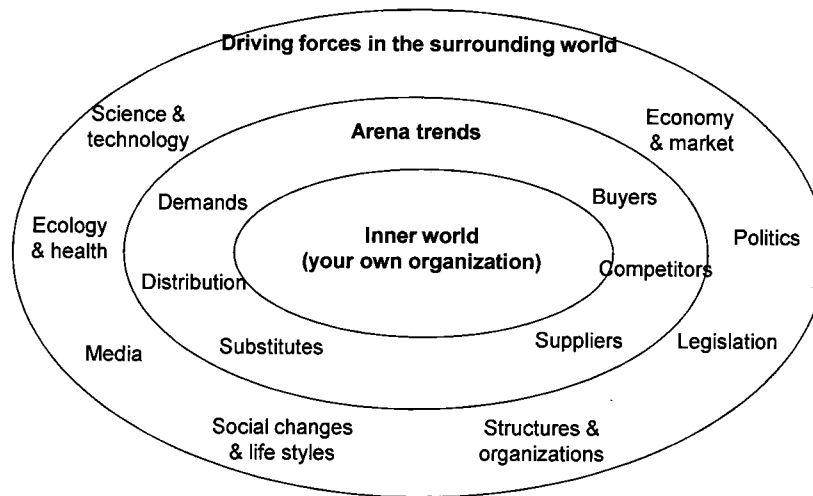 Driving forces in the surrounding world
Science &
technology
Economy
& market
Arena trends
Demands
Buyers
Ecology
& health
Inner world
(your own organization)
Politics
Distribution
Competitors
Media
Substitutes
Suppliers
Legislation
Social changes
& life styles
Structures &
organizations